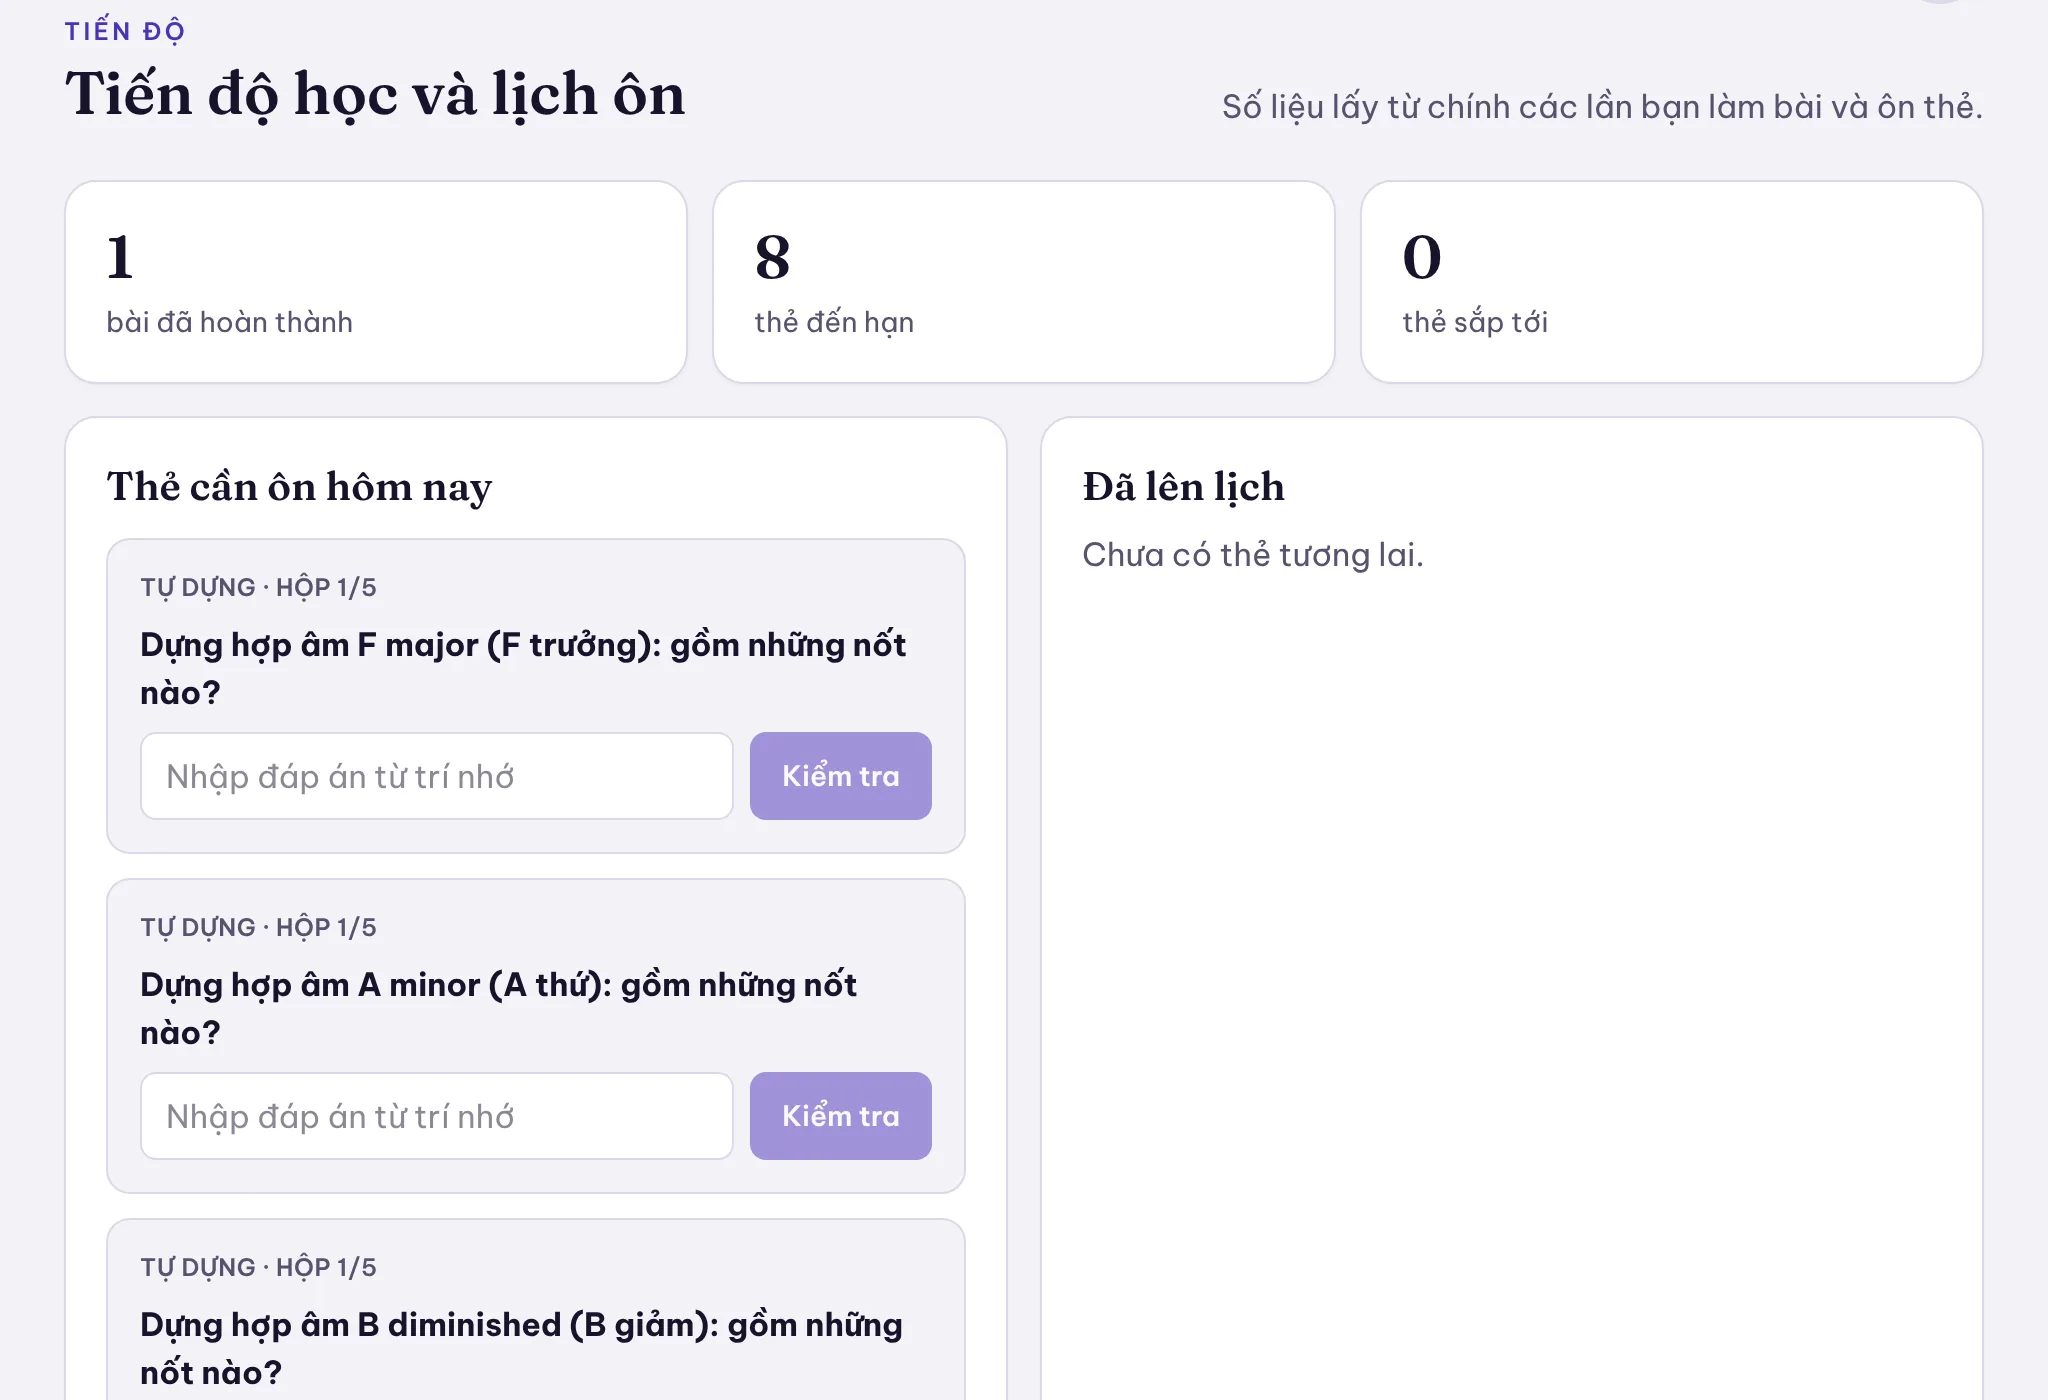 TIẾN ĐỘ
Tiến độ học và lịch ôn
Số liệu lấy từ chính các lần bạn làm bài và ôn thẻ.
1
bài đã hoàn thành
8
thẻ đến hạn
0
thẻ sắp tới
Thẻ cần ôn hôm nay
TỰ DỰNG · HỘP 1/5
Dựng hợp âm F major (F trưởng): gồm những nốt
nào?
Nhập đáp án từ trí nhớ
Kiểm tra
TỰ DỰNG · HỘP 1/5
Dựng hợp âm A minor (A thứ): gồm những nốt
nào?
Nhập đáp án từ trí nhớ
Kiểm tra
TỰ DỰNG · HỘP 1/5
Dựng hợp âm B diminished (B giảm): gồm những
nốt nào?
Đã lên lịch
Chưa có thẻ tương lai.